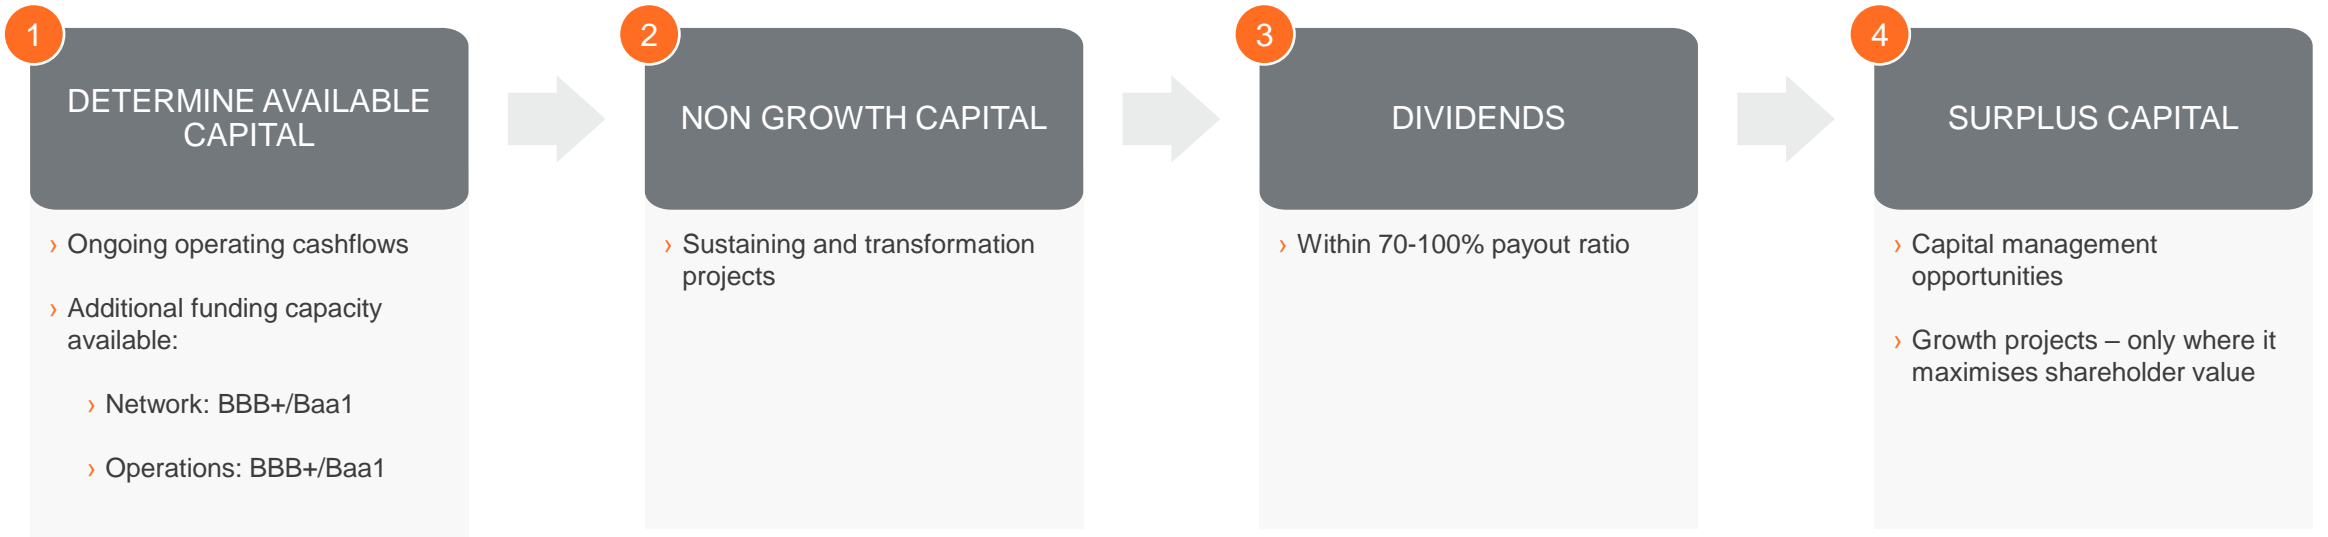 1
DETERMINE AVAILABLE
CAPITAL
› Ongoing operating cashflows
› Additional funding capacity
available:
› Network: BBB+/Baa1
› Operations: BBB+/Baa1
2
NON GROWTH CAPITAL
› Sustaining and transformation
projects
3
DIVIDENDS
› Within 70-100% payout ratio
4
SURPLUS CAPITAL
› Capital management
opportunities
› Growth projects – only where it
maximises shareholder value